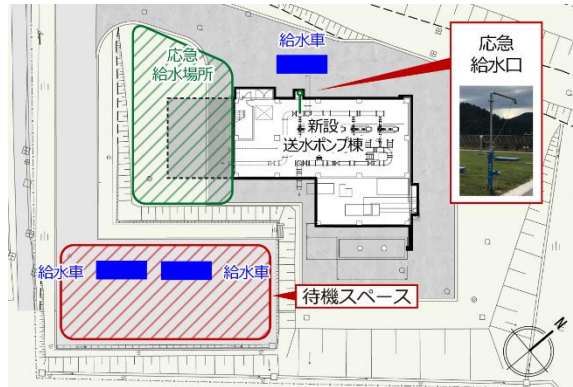 応急
給水場所
給水車
応急
給水口
新設
送水ポンプ棟
給水車
給水車
待機スペース
N